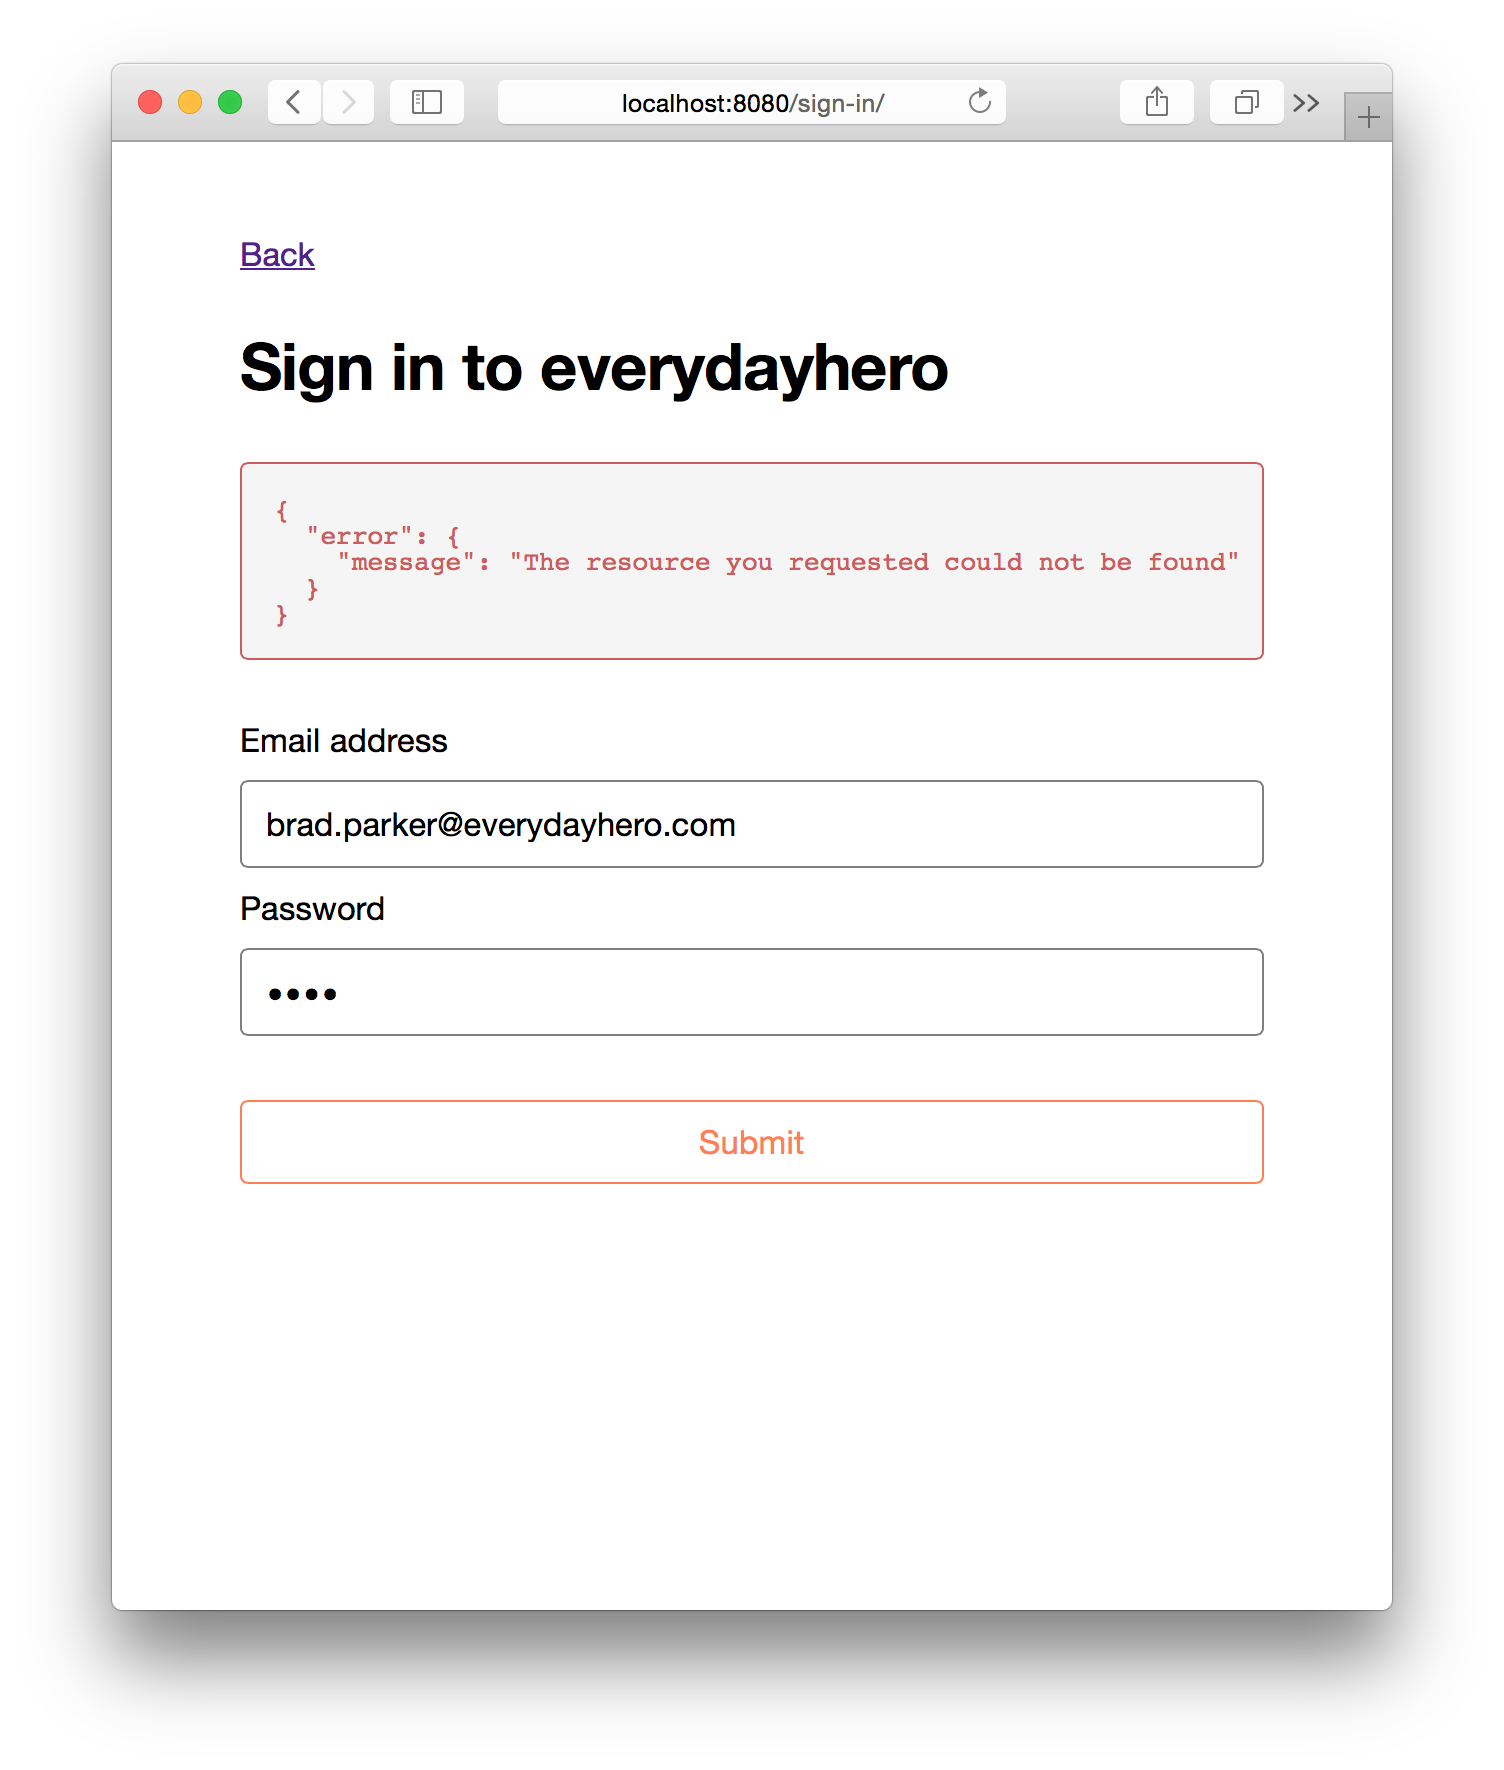 localhost:8080/sign-in/
Back
Sign in to everydayhero
{
  "error": {
    "message": "The resource you requested could not be found"
  }
}
Email address
brad.parker@everydayhero.com
Password
••••
Submit